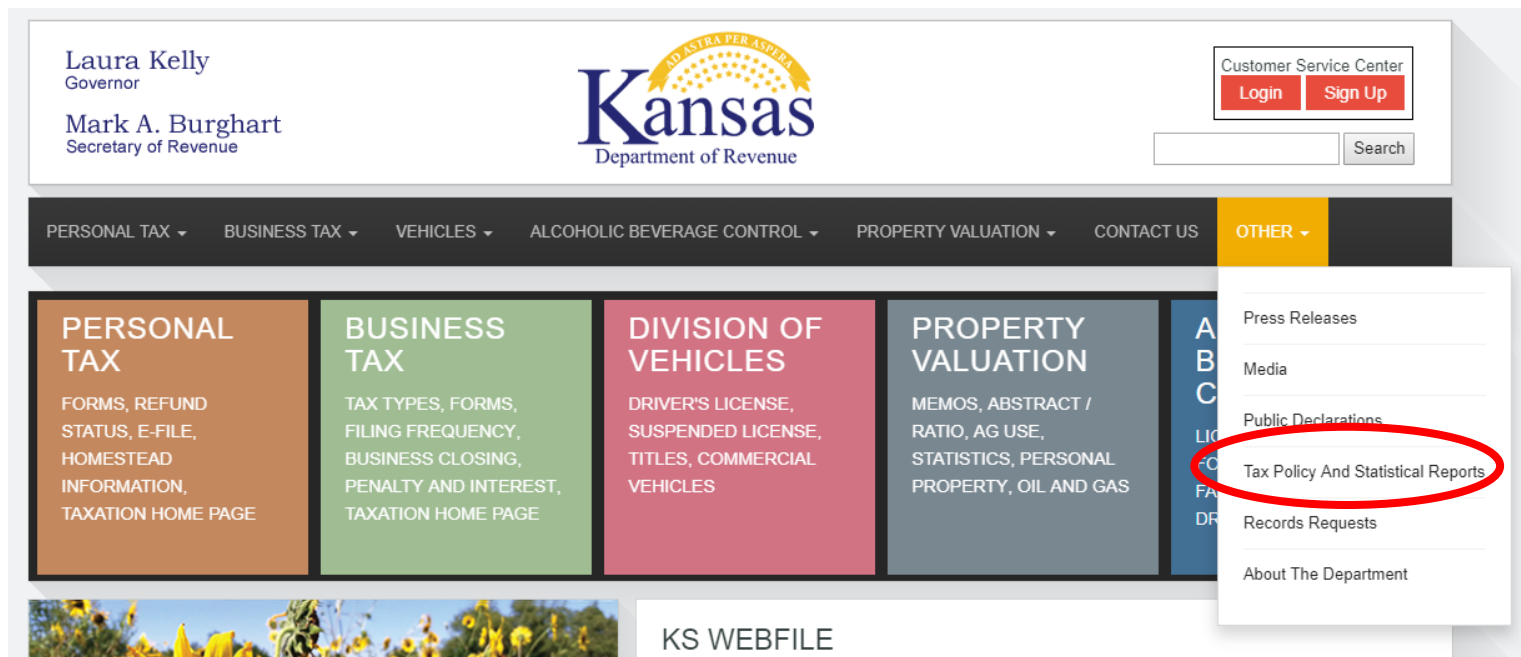 Laura Kelly
Governor
Mark A. Burghart
Secretary of Revenue
AD ASTRA PER ASPERA
Kansas
Department of Revenue
Customer Service Center
Login Sign Up
Search
PERSONAL TAX BUSINESS TAX VEHICLES ALCOHOLIC BEVERAGE CONTROL PROPERTY VALUATION CONTACT US OTHER
PERSONAL
TAX
FORMS, REFUND
STATUS, E-FILE,
HOMESTEAD
INFORMATION,
TAXATION HOME PAGE
BUSINESS
TAX
TAX TYPES, FORMS,
FILING FREQUENCY,
BUSINESS CLOSING,
PENALTY AND INTEREST,
TAXATION HOME PAGE
DIVISION OF
VEHICLES
DRIVER'S LICENSE,
SUSPENDED LICENSE,
TITLES, COMMERCIAL
VEHICLES
PROPERTY
VALUATION
MEMOS, ABSTRACT /
RATIO, AG USE,
STATISTICS, PERSONAL
PROPERTY, OIL AND GAS
A
B
C
LIC
FO
FA
DR
Press Releases
Media
Public Declarations
Tax Policy And Statistical Reports
Records Requests
About The Department
KS WEBFILE